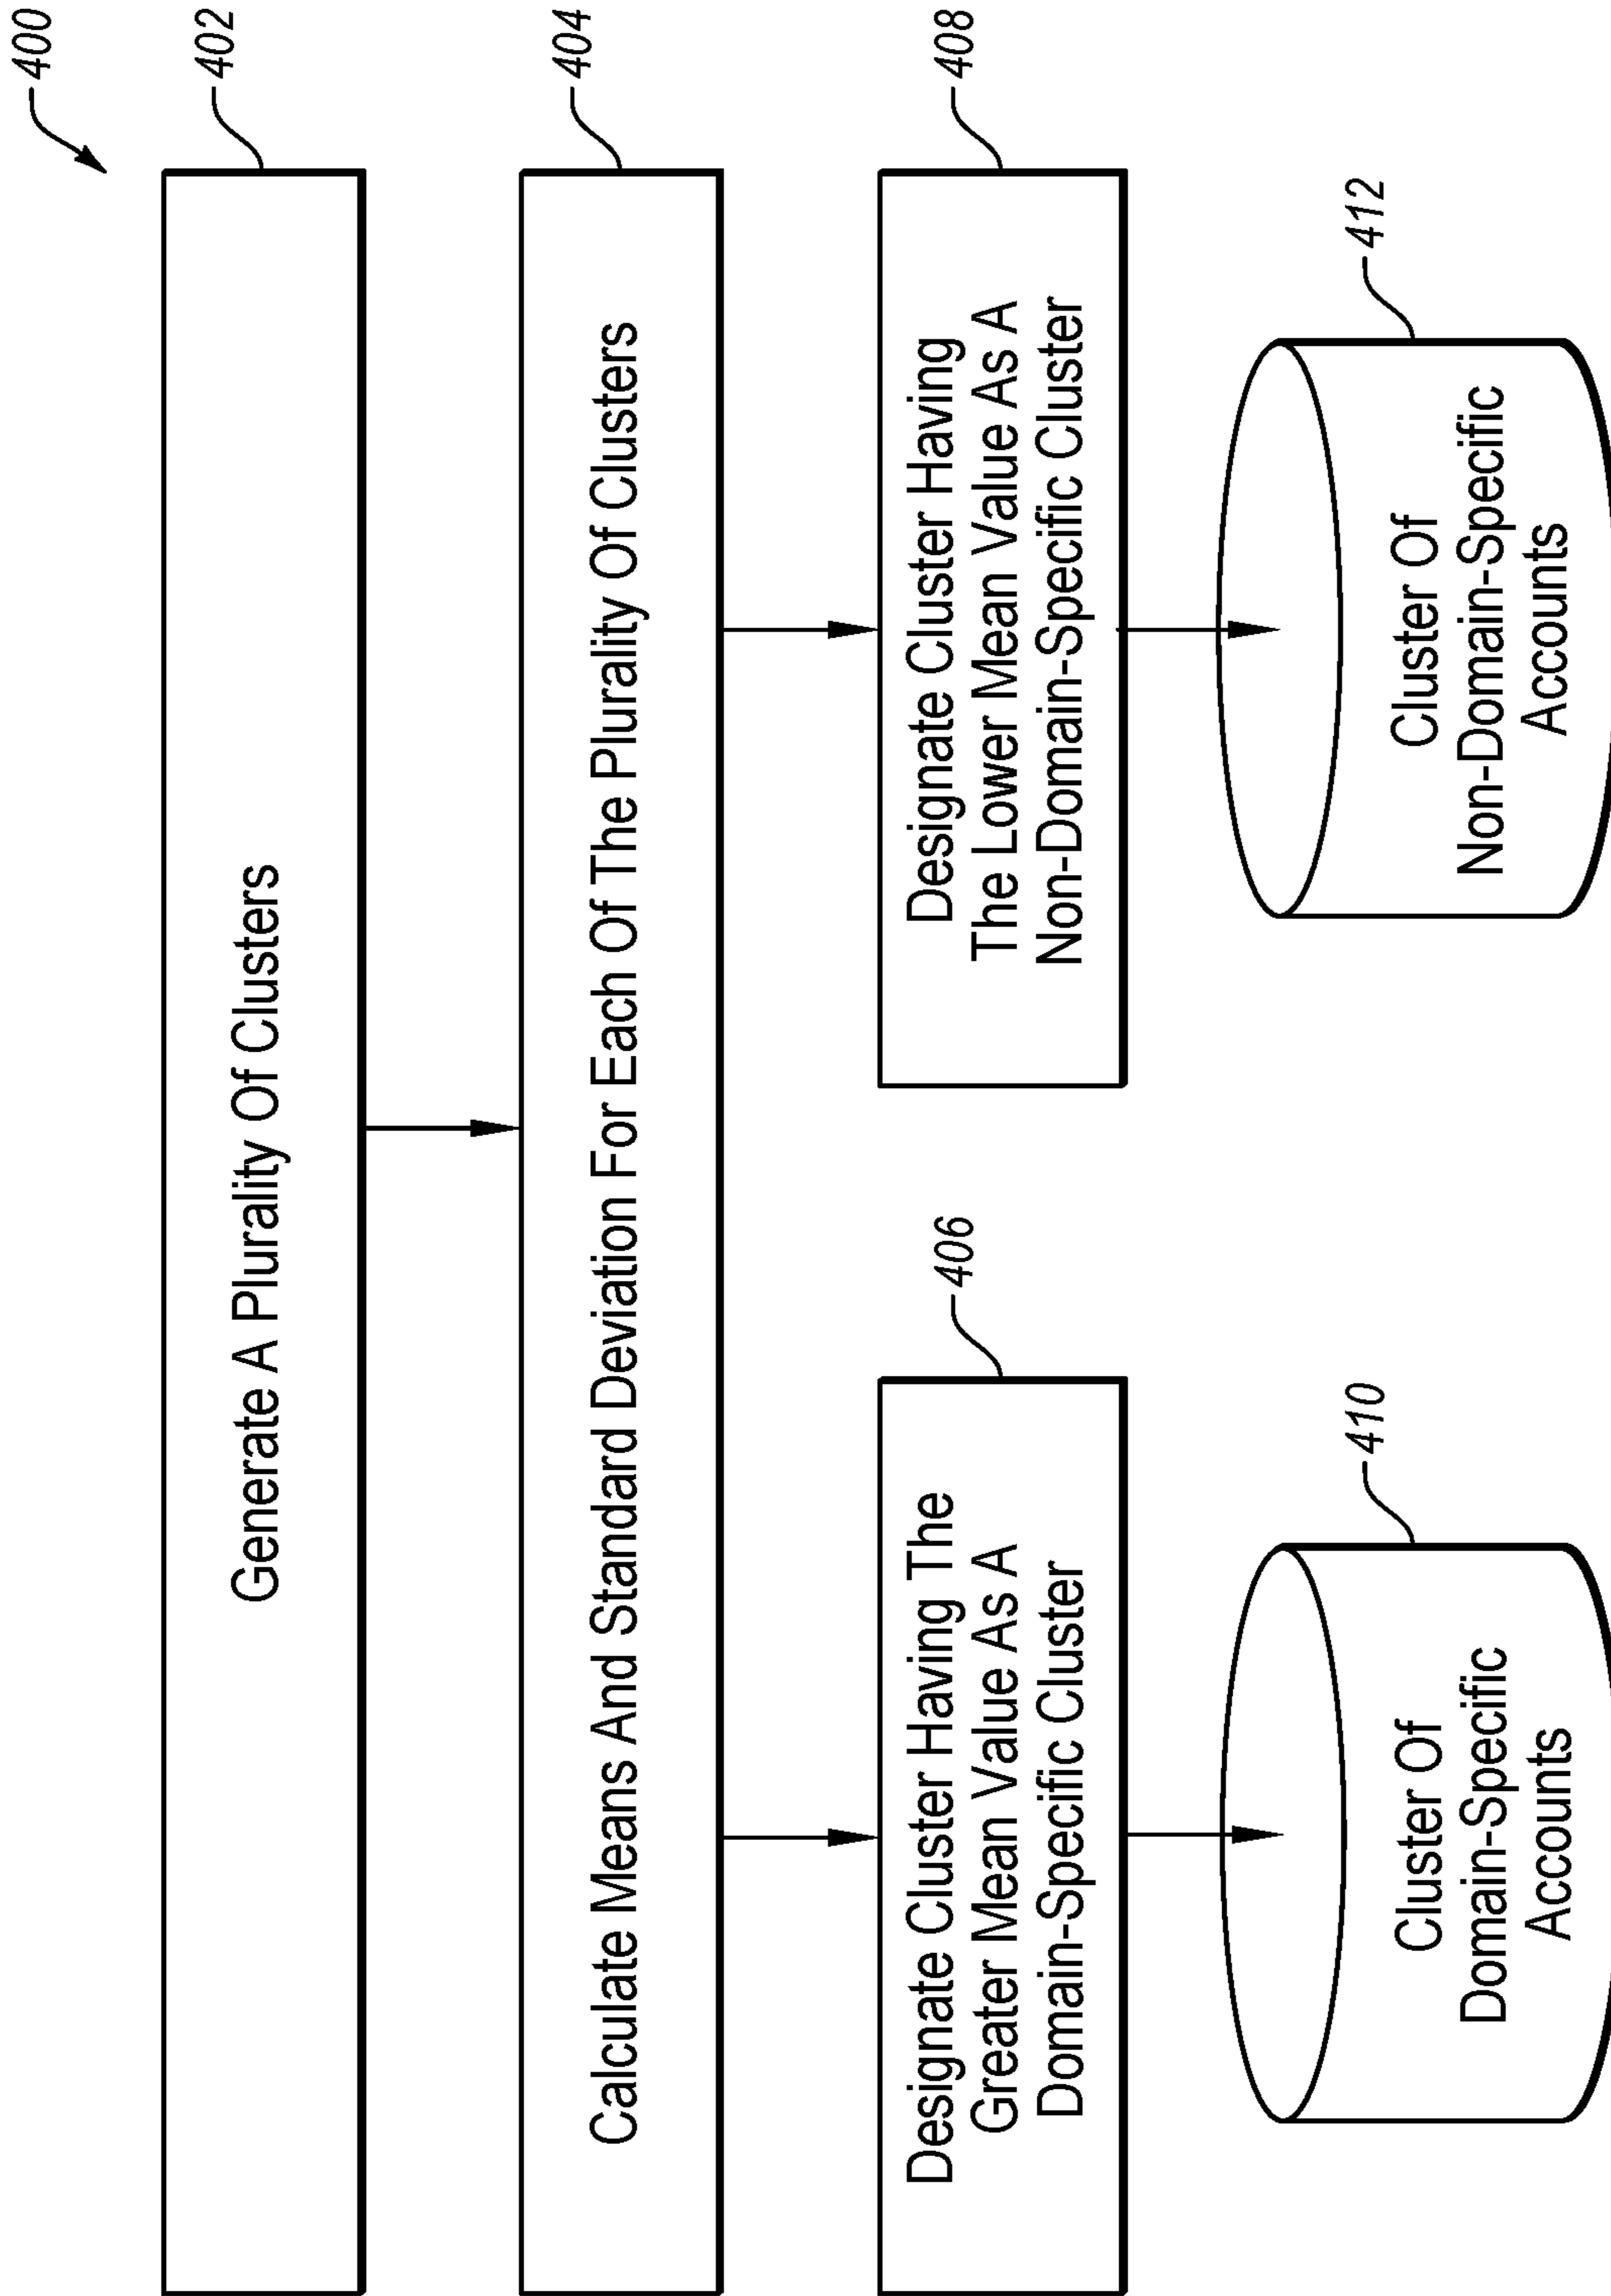 400
402
Generate A Plurality Of Clusters
404
Calculate Means And Standard Deviation For Each Of The Plurality Of Clusters
406
Designate Cluster Having The
Greater Mean Value As A
Domain-Specific Cluster
408
Designate Cluster Having
The Lower Mean Value As A
Non-Domain-Specific Cluster
410
Cluster Of
Domain-Specific
Accounts
412
Cluster Of
Non-Domain-Specific
Accounts